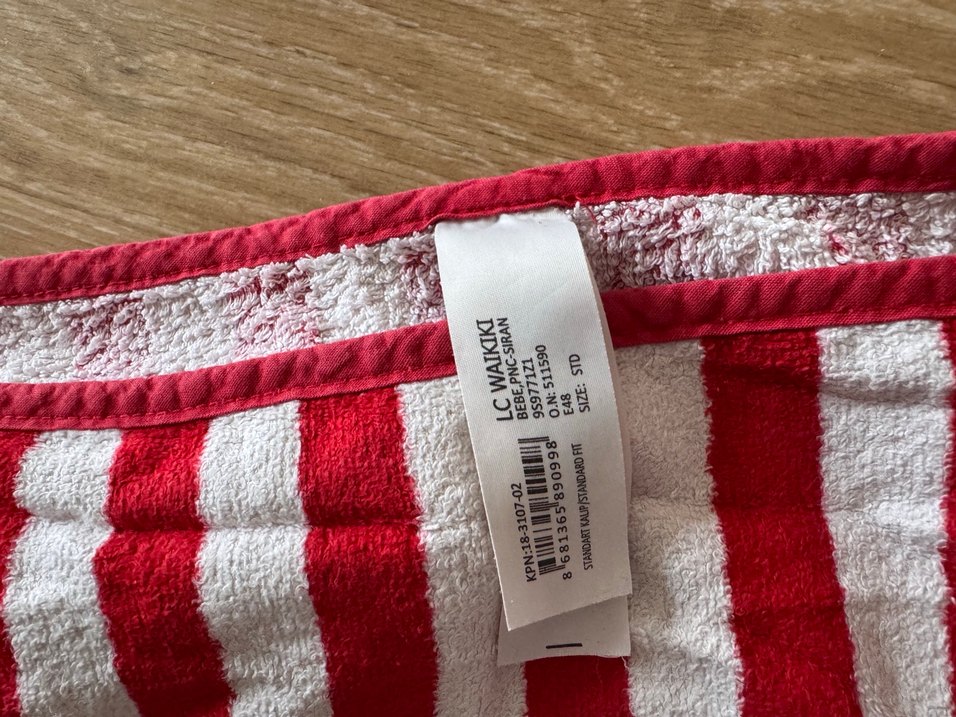 LC WAIKIKI
BEBE,PNC-SIRAN
9S9771Z1
O.N: 511590
E48
SIZE: STD
KPN:18-3107-02
8 681365 890998
STANDART KALIP/STANDARD FIT